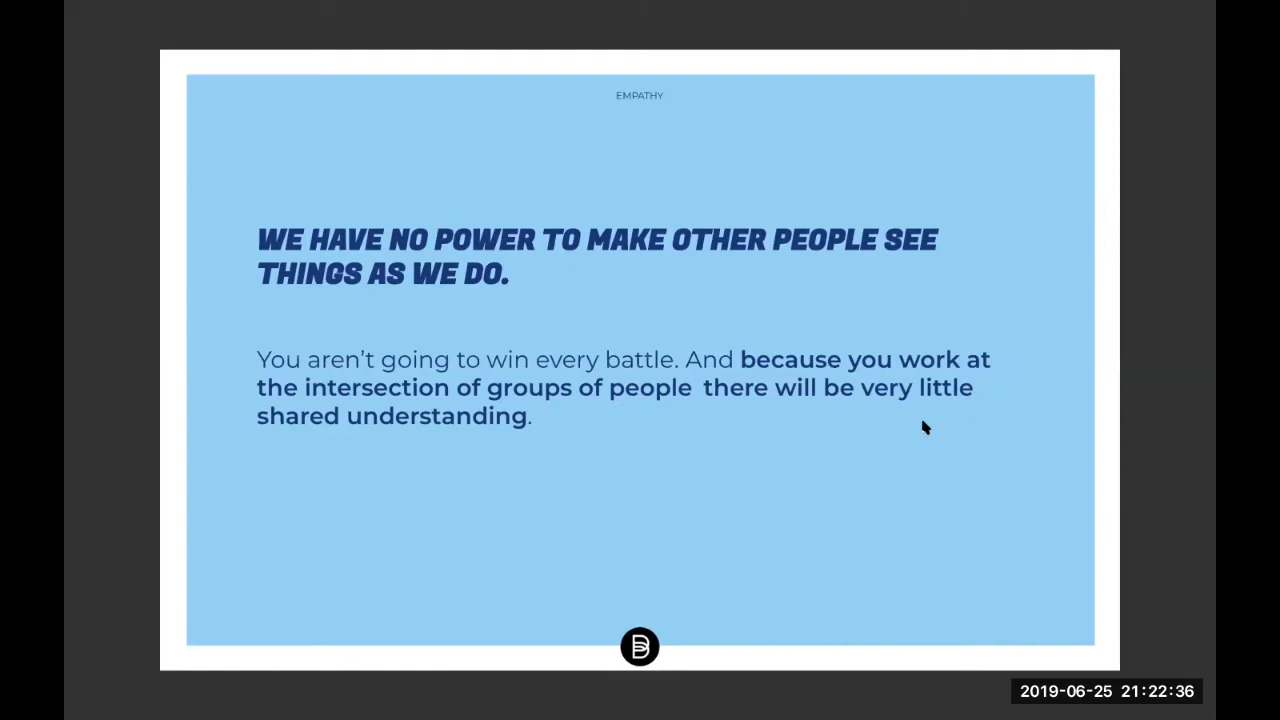 EMPATHY
WE HAVE NO POWER TO MAKE OTHER PEOPLE SEE
THINGS AS WE DO.
You aren’t going to win every battle. And because you work at
the intersection of groups of people there will be very little
shared understanding.
B
2019-06-25 21:22:36